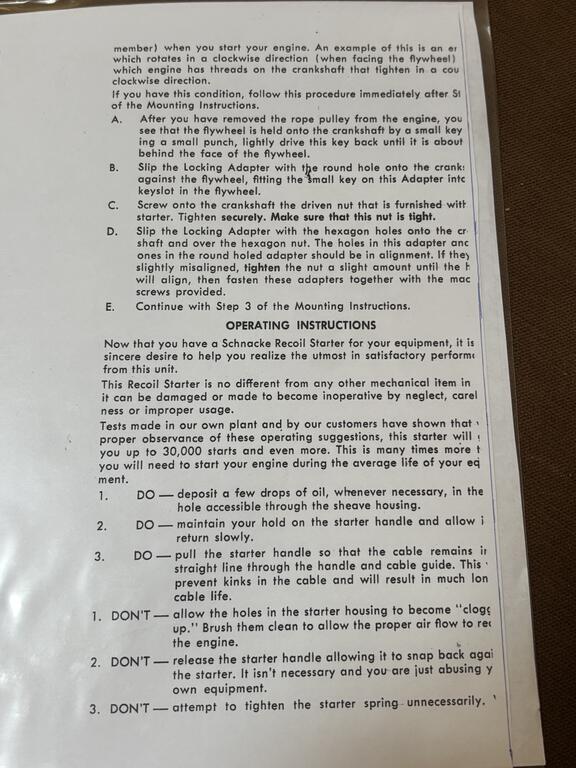 member) when you start your engine. An example of this is an
which rotates in a clockwise direction (when facing the flywheel)
which engine has threads on the crankshaft that tighten in a
clockwise direction.
If you have this condition, follow this procedure immediately after
of the Mounting Instructions.
A. After you have removed the rope pulley from the engine, you
see that the flywheel is held onto the crankshaft by a small key
ing a small punch, lightly drive this key back until it is about
behind the face of the flywheel.
B. Slip the Locking Adapter with the round hole onto the
against the flywheel, fitting the small key on this Adapter
keyslot in the flywheel.
C. Screw onto the crankshaft the driven nut that is furnished
starter. Tighten securely. Make sure that this nut is tight.
D. Slip the Locking Adapter with the hexagon holes onto the
shaft and over the hexagon nut. The holes in this adapter
ones in the round holed adapter should be in alignment. If
slightly misaligned, tighten the nut a slight amount until the
will align, then fasten these adapters together with the
screws provided.
E. Continue with Step 3 of the Mounting Instructions.
OPERATING INSTRUCTIONS
Now that you have a Schnacke Recoil Starter for your equipment, it is
sincere desire to help you realize the utmost in satisfactory
from this unit.
This Recoil Starter is no different from any other mechanical item in
it can be damaged or made to become inoperative by neglect,
ness or improper usage.
Tests made in our own plant and by our customers have shown that
proper observance of these operating suggestions, this starter will
you up to 30,000 starts and even more. This is many times more
you will need to start your engine during the average life of your
ment.
1. DO — deposit a few drops of oil, whenever necessary, in the
hole accessible through the sheave housing.
2. DO — maintain your hold on the starter handle and allow
return slowly.
3. DO — pull the starter handle so that the cable remains
straight line through the handle and cable guide. This
prevent kinks in the cable and will result in much
cable life.
1. DON'T — allow the holes in the starter housing to become
up." Brush them clean to allow the proper air flow to
the engine.
2. DON'T — release the starter handle allowing it to snap back
the starter. It isn't necessary and you are just abusing
own equipment.
3. DON'T — attempt to tighten the starter spring unnecessarily.